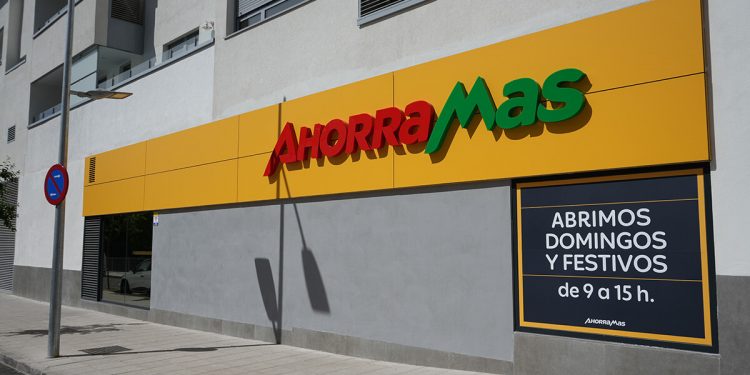 AHORRAMAS
ABRIMOS
DOMINGOS
Y FESTIVOS
de 9 a 15 h.
AHORRAMAS